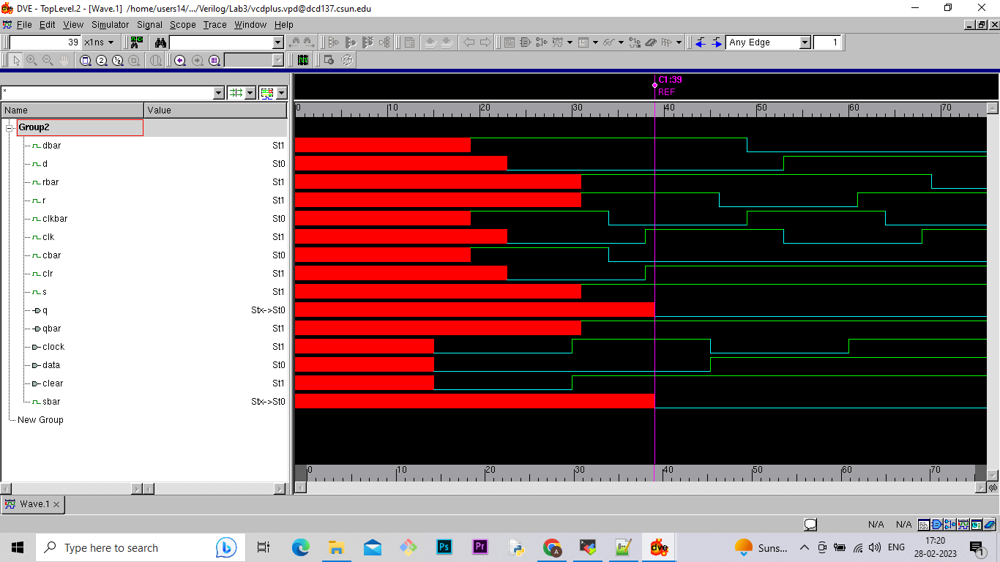 DVE - TopLevel.2 - [Wave.1] /home/users14/.../Verilog/Lab3/vcdplus.vpd@dcd137.csun.edu
File Edit View Simulator Signal Scope Trace Window Help
39 x1ns Any Edge 1
C1:39
REF
*
Name Value
0 10 20 30 40 50 60 70
Group2
dbar St1
d St0
rbar St1
r St1
clkbar St0
clk St1
cbar St0
clr St1
s St1
q Stx->St0
qbar St1
clock St1
data St0
clear St1
sbar Stx->St0
New Group
0 10 20 30 40 50 60 70
Wave.1
N/A N/A
Type here to search
Ps
Pr
A
dve
Suns...
ENG
17:20
28-02-2023
1